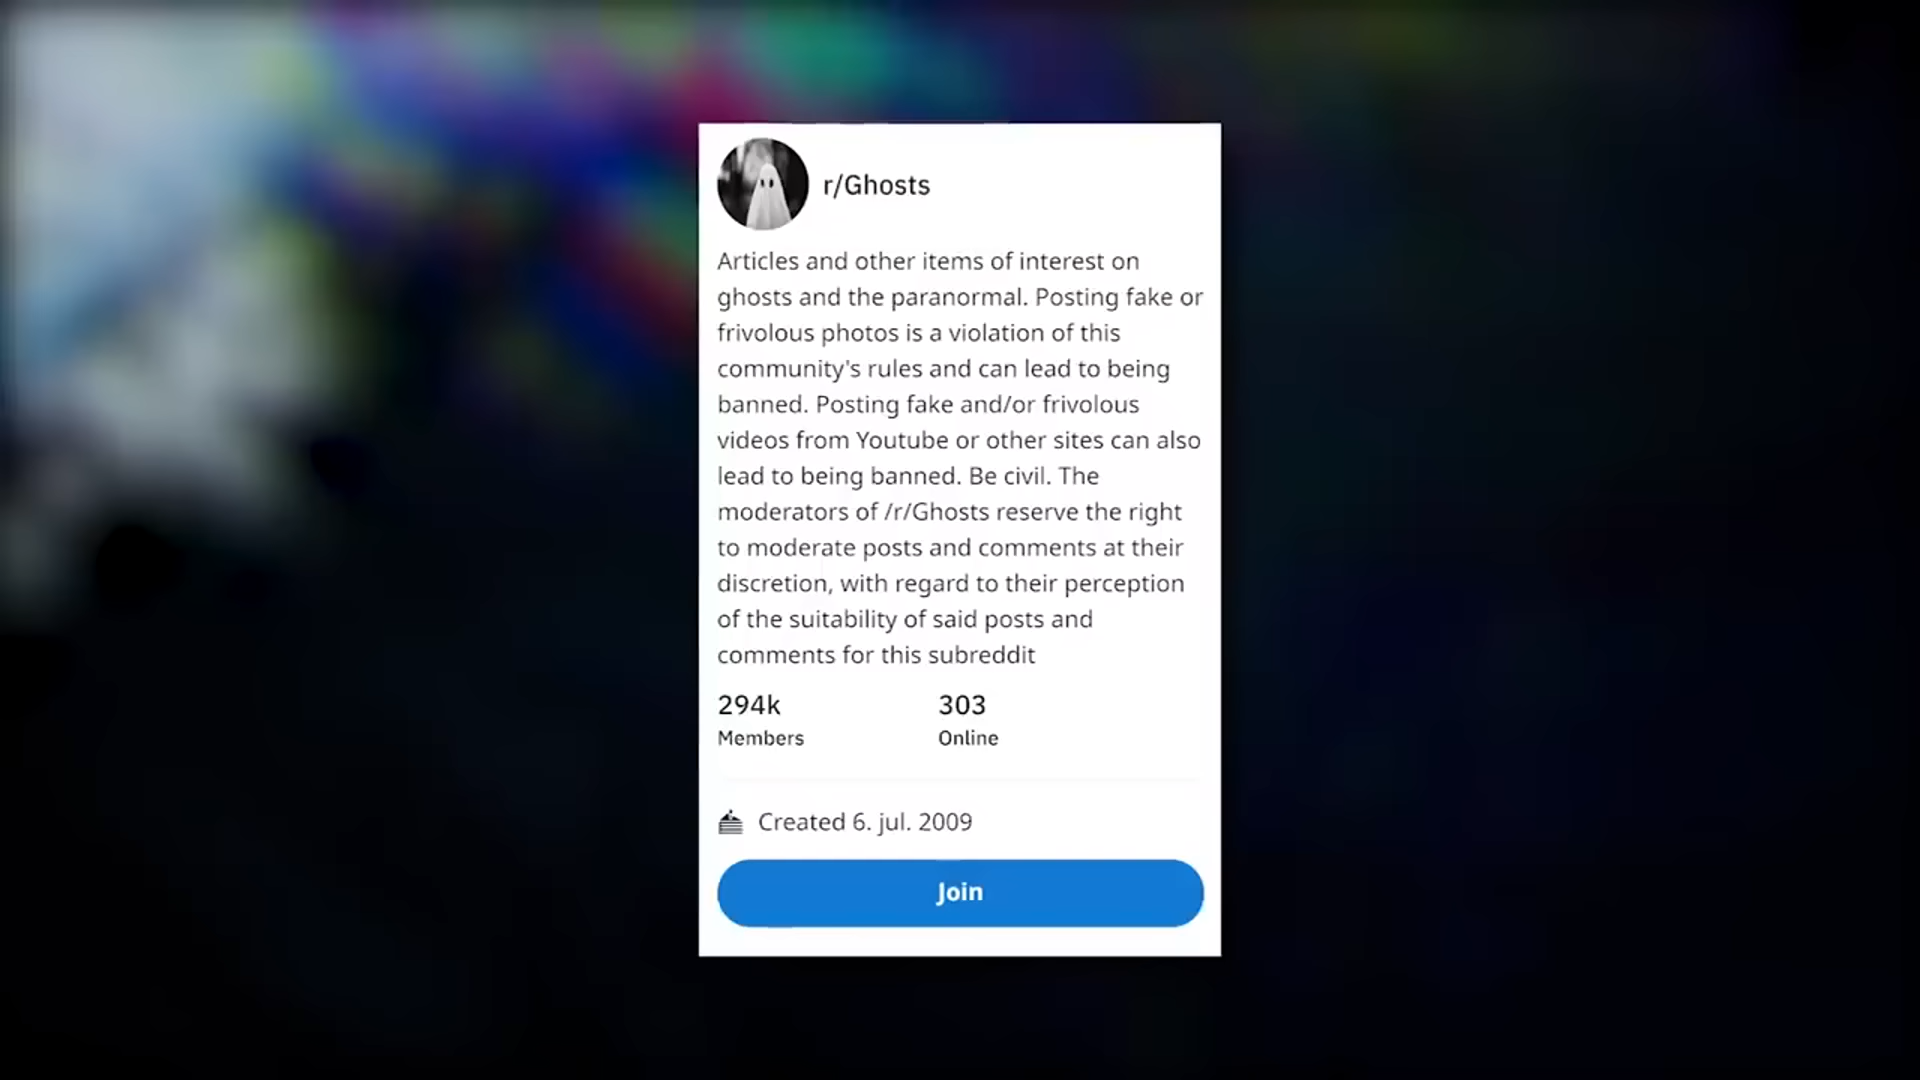 r/Ghosts
Articles and other items of interest on
ghosts and the paranormal. Posting fake or
frivolous photos is a violation of this
community's rules and can lead to being
banned. Posting fake and/or frivolous
videos from Youtube or other sites can also
lead to being banned. Be civil. The
moderators of /r/Ghosts reserve the right
to moderate posts and comments at their
discretion, with regard to their perception
of the suitability of said posts and
comments for this subreddit
294k 303
Members Online
Created 6. jul. 2009
Join